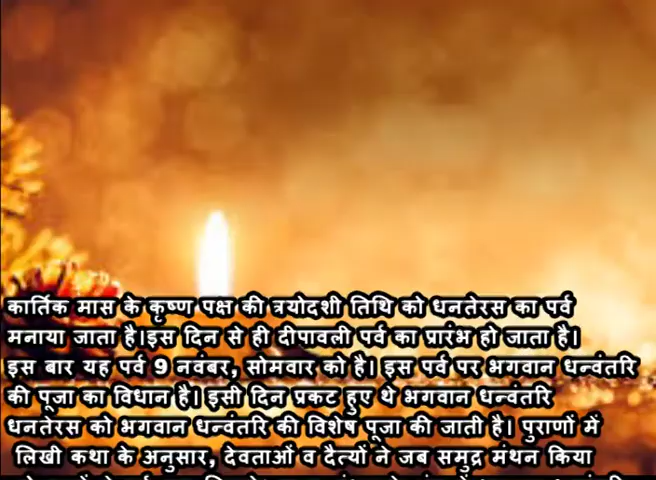 कार्तिक मास के कृष्ण पक्ष की त्रयोदशी तिथि को धनतेरस का पर्व
मनाया जाता है।इस दिन से ही दीपावली पर्व का प्रारंभ हो जाता है।
इस बार यह पर्व 9 नवंबर, सोमवार को है। इस पर्व पर भगवान धन्वंतरि
की पूजा का विधान है। इसी दिन प्रकट हुए थे भगवान धन्वंतरि
धनतेरस को भगवान धन्वंतरि की विशेष पूजा की जाती है। पुराणों में
लिखी कथा के अनुसार, देवताओं व दैत्यों ने जब समुद्र मंथन किया